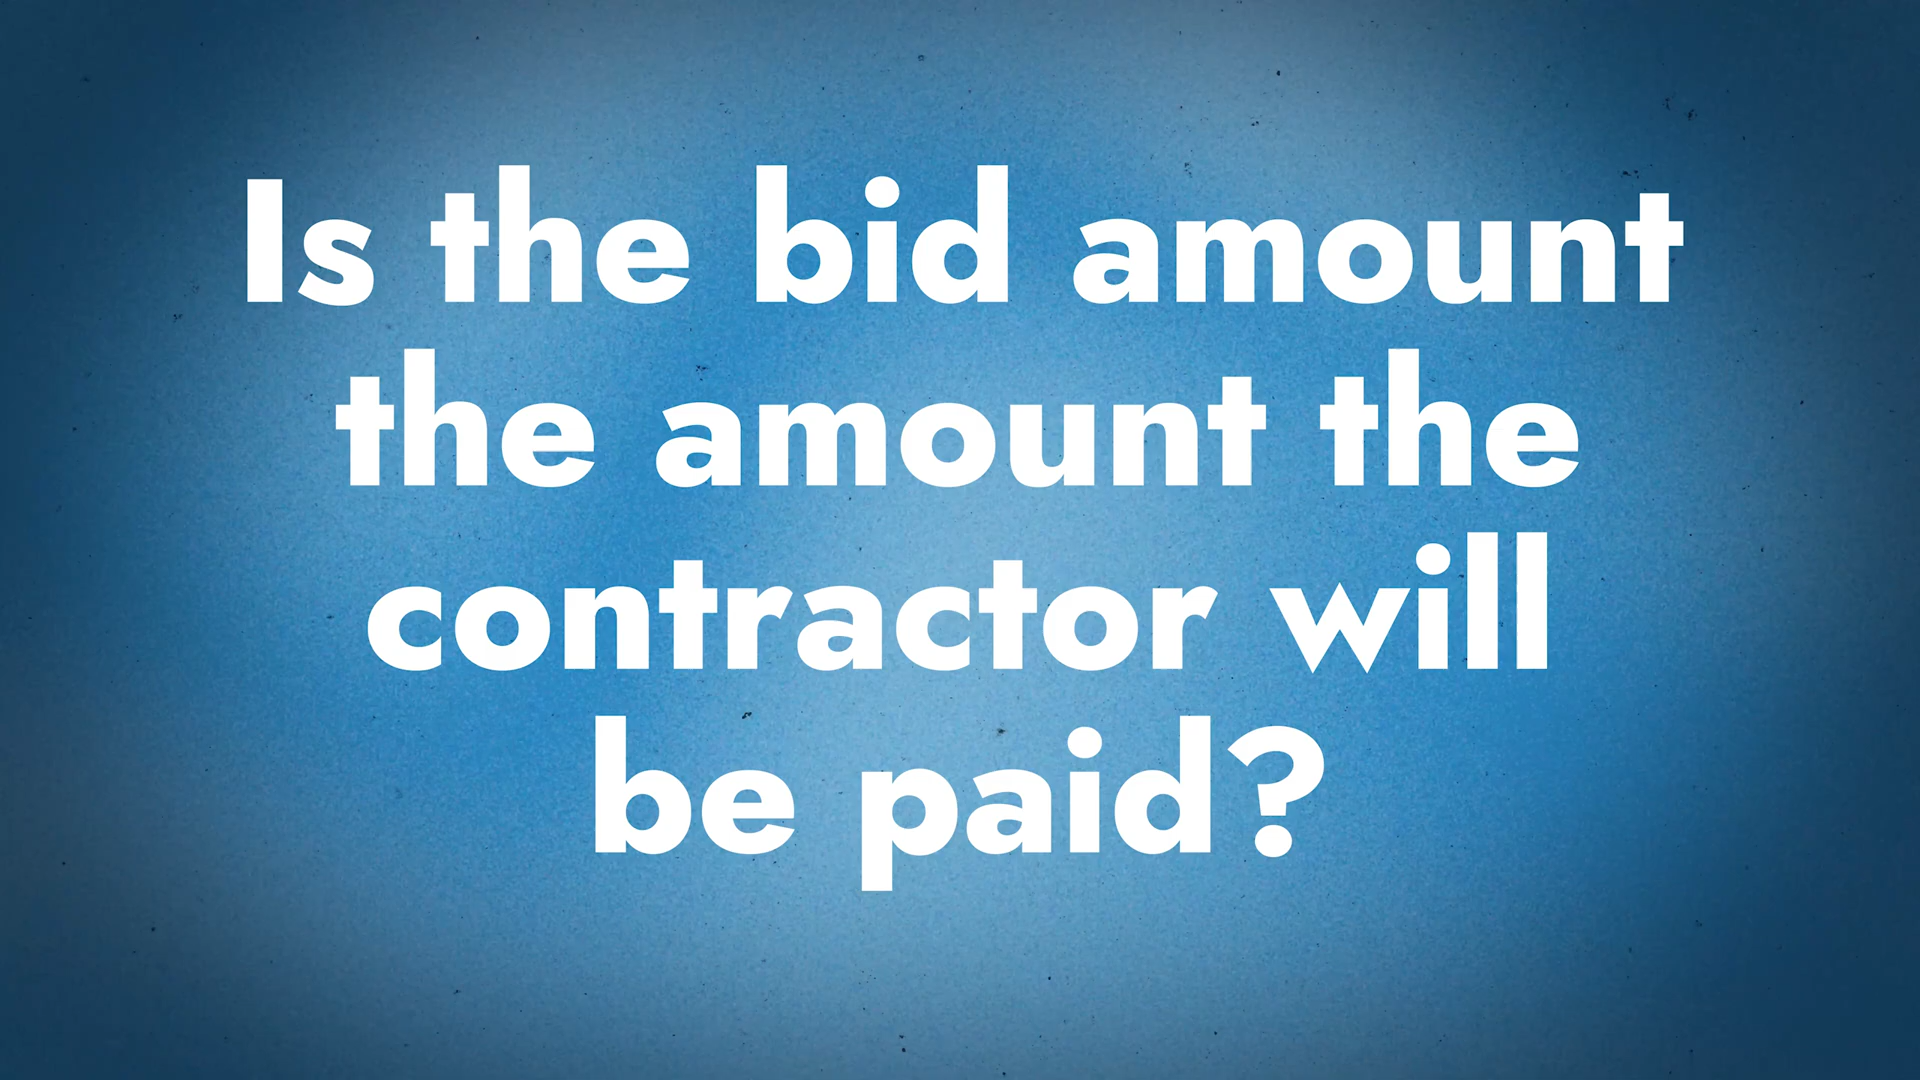 Is the bid amount
the amount the
contractor will
be paid?